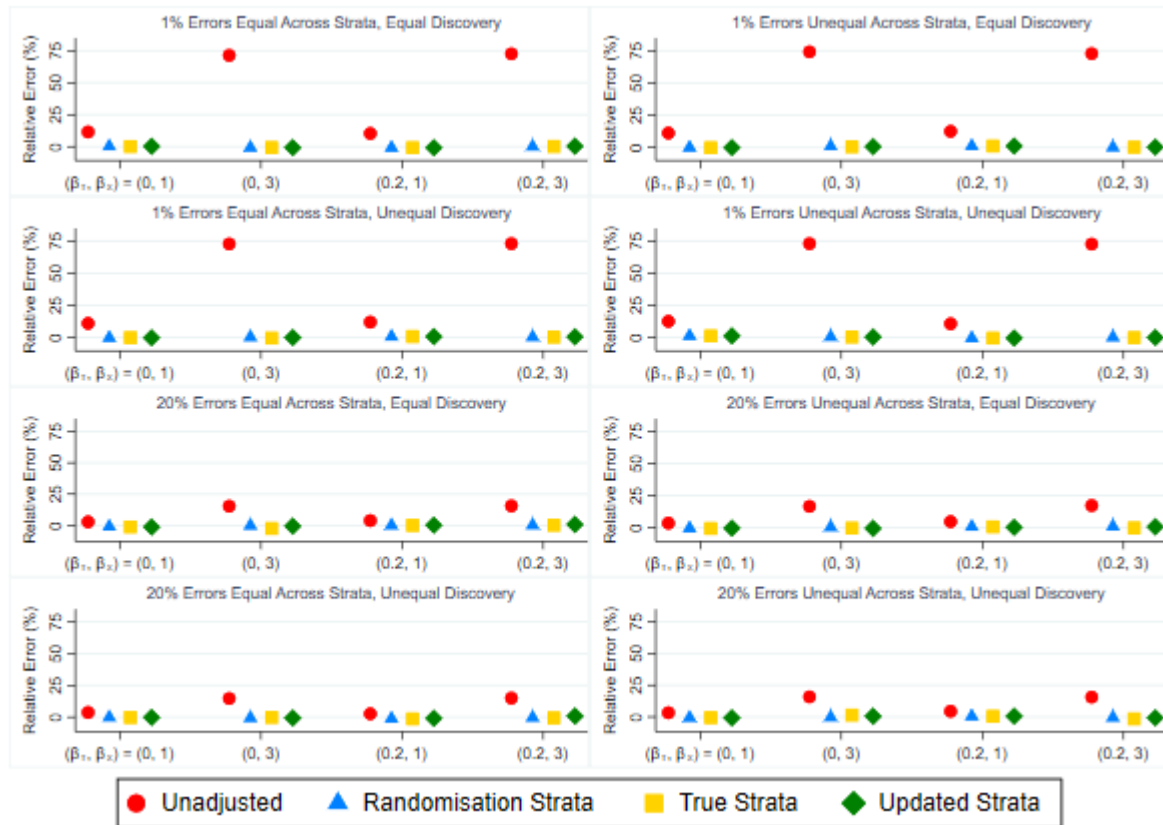 1% Errors Equal Across Strata, Equal Discovery
Relative Error (%)
75
50
25
0
(β₁, βₓ) = (0, 1) (0, 3) (0.2, 1) (0.2, 3)
1% Errors Unequal Across Strata, Equal Discovery
Relative Error (%)
75
50
25
0
(β₁, βₓ) = (0, 1) (0, 3) (0.2, 1) (0.2, 3)
1% Errors Equal Across Strata, Unequal Discovery
Relative Error (%)
75
50
25
0
(β₁, βₓ) = (0, 1) (0, 3) (0.2, 1) (0.2, 3)
1% Errors Unequal Across Strata, Unequal Discovery
Relative Error (%)
75
50
25
0
(β₁, βₓ) = (0, 1) (0, 3) (0.2, 1) (0.2, 3)
20% Errors Equal Across Strata, Equal Discovery
Relative Error (%)
75
50
25
0
(β₁, βₓ) = (0, 1) (0, 3) (0.2, 1) (0.2, 3)
20% Errors Unequal Across Strata, Equal Discovery
Relative Error (%)
75
50
25
0
(β₁, βₓ) = (0, 1) (0, 3) (0.2, 1) (0.2, 3)
20% Errors Equal Across Strata, Unequal Discovery
Relative Error (%)
75
50
25
0
(β₁, βₓ) = (0, 1) (0, 3) (0.2, 1) (0.2, 3)
20% Errors Unequal Across Strata, Unequal Discovery
Relative Error (%)
75
50
25
0
(β₁, βₓ) = (0, 1) (0, 3) (0.2, 1) (0.2, 3)
Unadjusted Randomisation Strata True Strata Updated Strata